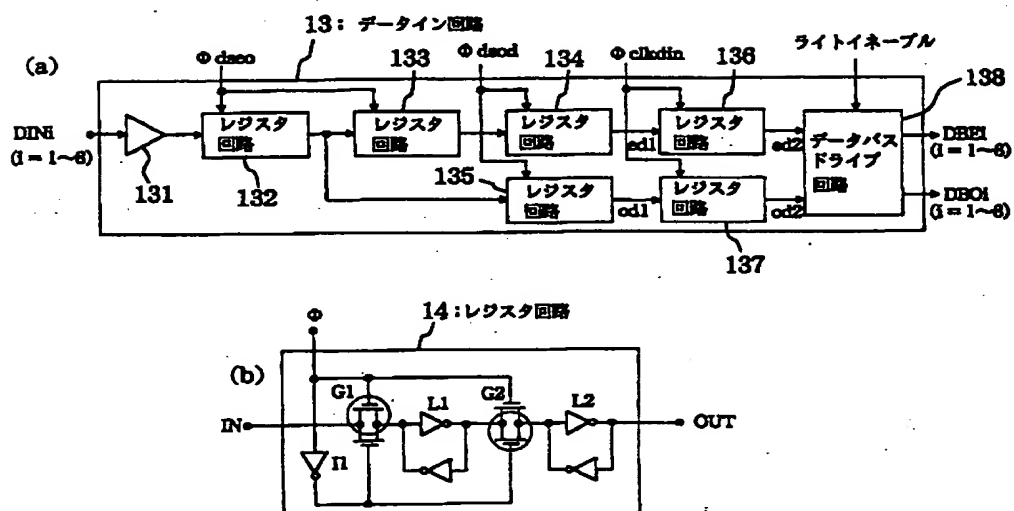 13: データイン回路
(a)
Φdseo
133
Φdsod
134
Φclkdin
136
ライトイネーブル
138
DINi
(i=1~6)
131
レジスタ
回路
132
レジスタ
回路
レジスタ
回路
ed1
レジスタ
回路
ed2
データバス
ドライブ
回路
DBEi
(i=1~6)
135
レジスタ
回路
od1
レジスタ
回路
od2
137
DBOi
(i=1~6)
Φ
14:レジスタ回路
(b)
G1
L1
G2
L2
IN
OUT
I1